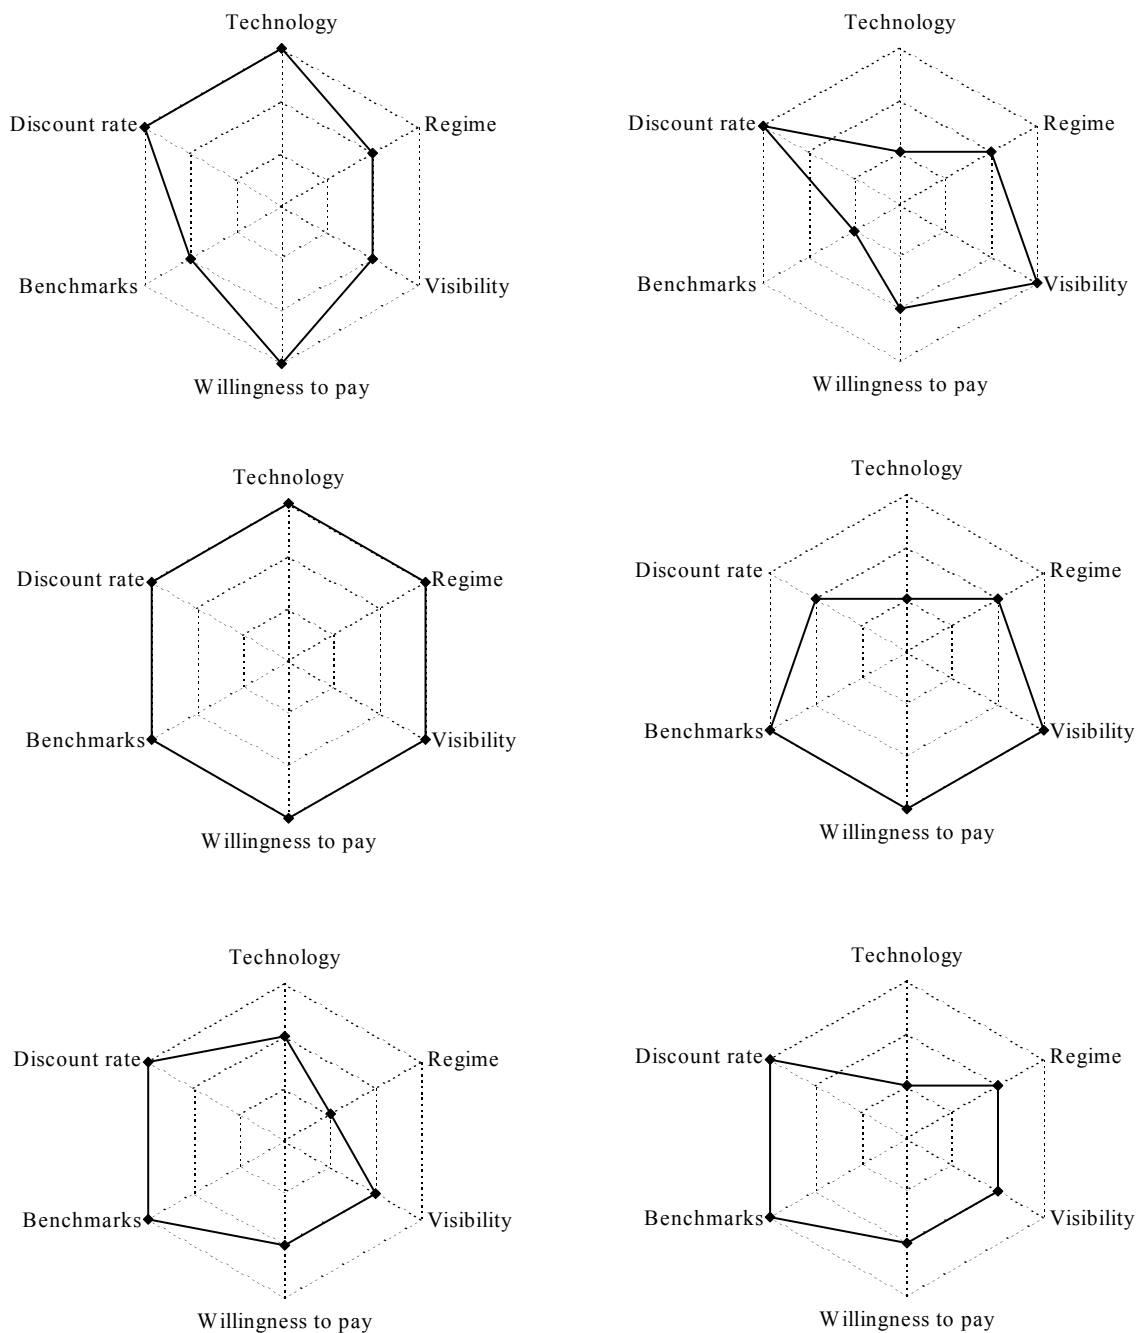 Technology
Discount rate
Regime
Benchmarks
Visibility
Willingness to pay
Technology
Discount rate
Regime
Benchmarks
Visibility
Willingness to pay
Technology
Discount rate
Regime
Benchmarks
Visibility
Willingness to pay
Technology
Discount rate
Regime
Benchmarks
Visibility
Willingness to pay
Technology
Discount rate
Regime
Benchmarks
Visibility
Willingness to pay
Technology
Discount rate
Regime
Benchmarks
Visibility
Willingness to pay